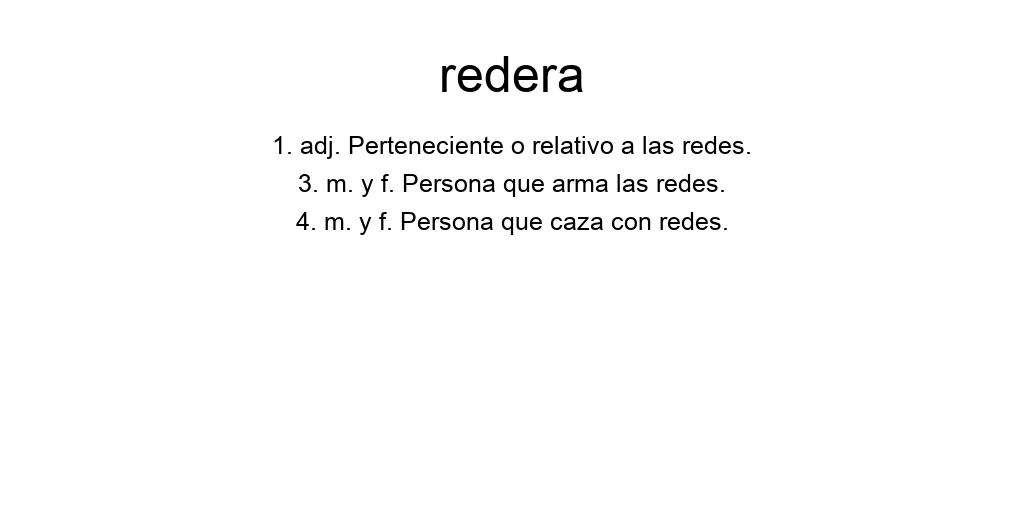 redera
1. adj. Perteneciente o relativo a las redes.
3. m. y f. Persona que arma las redes.
4. m. y f. Persona que caza con redes.